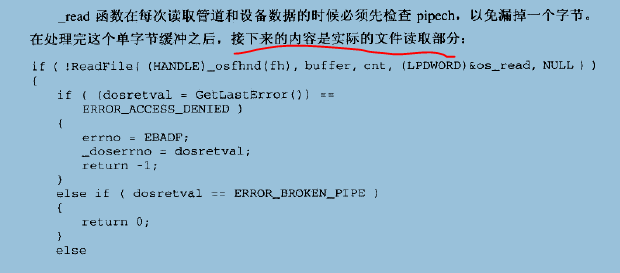 _read 函数在每次读取管道和设备数据的时候必须先检查 pipech，以免漏掉一个字节。
在处理完这个单字节缓冲之后，接下来的内容是实际的文件读取部分：
if ( !ReadFile( (HANDLE)_osfhnd(fh), buffer, cnt, (LPDWORD)&os_read, NULL ) )
{
if ( (dosretval = GetLastError()) ==
ERROR_ACCESS_DENIED )
{
errno = EBADF;
_doserrno = dosretval;
return -1;
}
else if ( dosretval == ERROR_BROKEN_PIPE )
{
return 0;
}
else